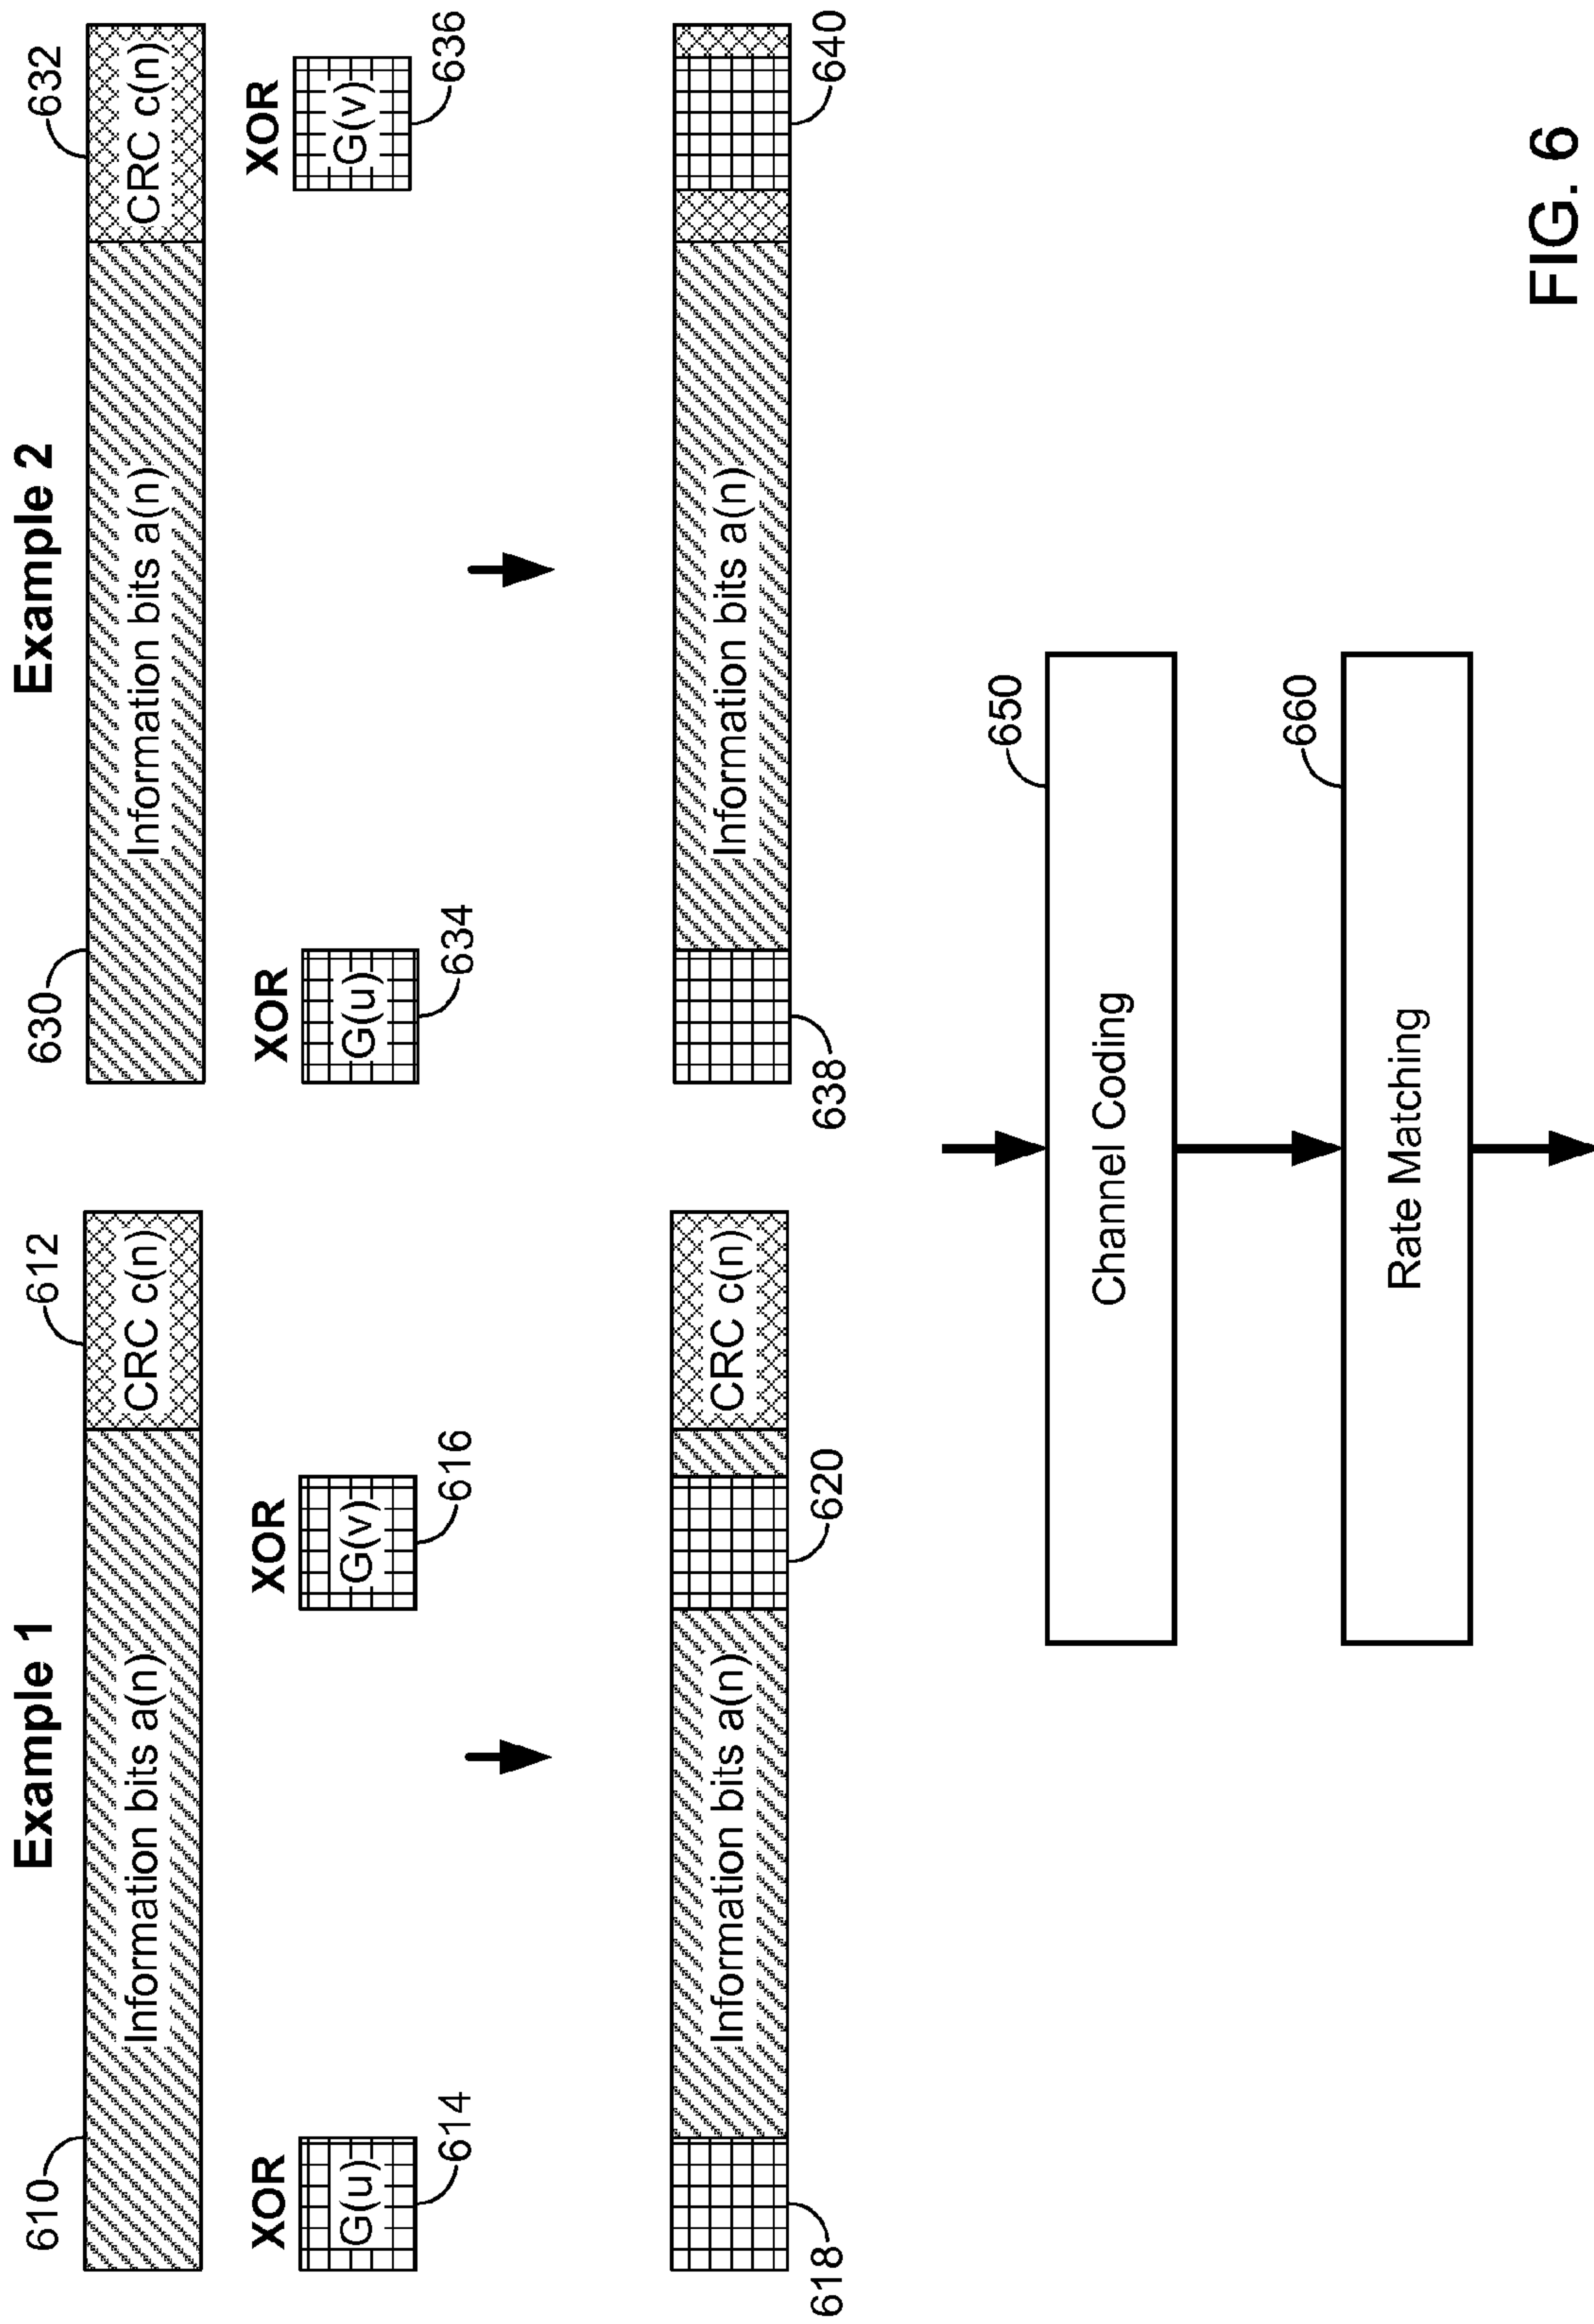 Example 1
610
612
Information bits a(n)
CRC c(n)
XOR
XOR
G(u)
G(v)
614
616
Information bits a(n)
CRC c(n)
618
620
Example 2
630
632
Information bits a(n)
CRC c(n)
XOR
XOR
G(u)
G(v)
634
636
Information bits a(n)
638
640
650
Channel Coding
660
Rate Matching
FIG. 6